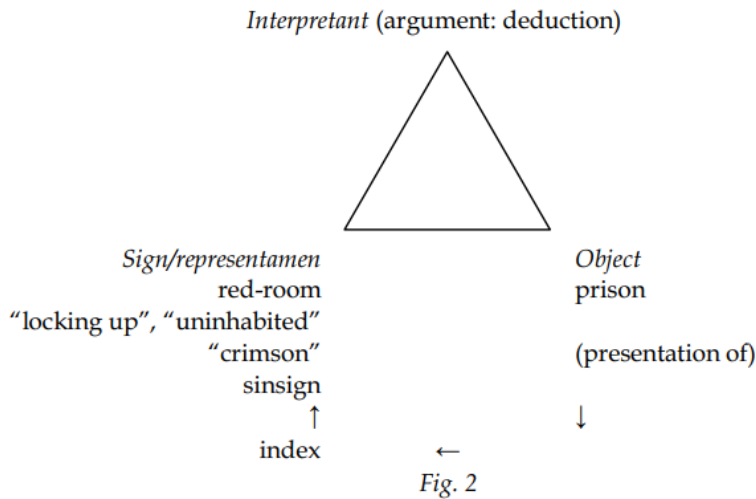 Interpretant (argument: deduction)
Sign/representamen Object
red-room prison
“locking up”, “uninhabited”
“crimson” (presentation of)
sinsign
↑ ↓
index ←
Fig. 2